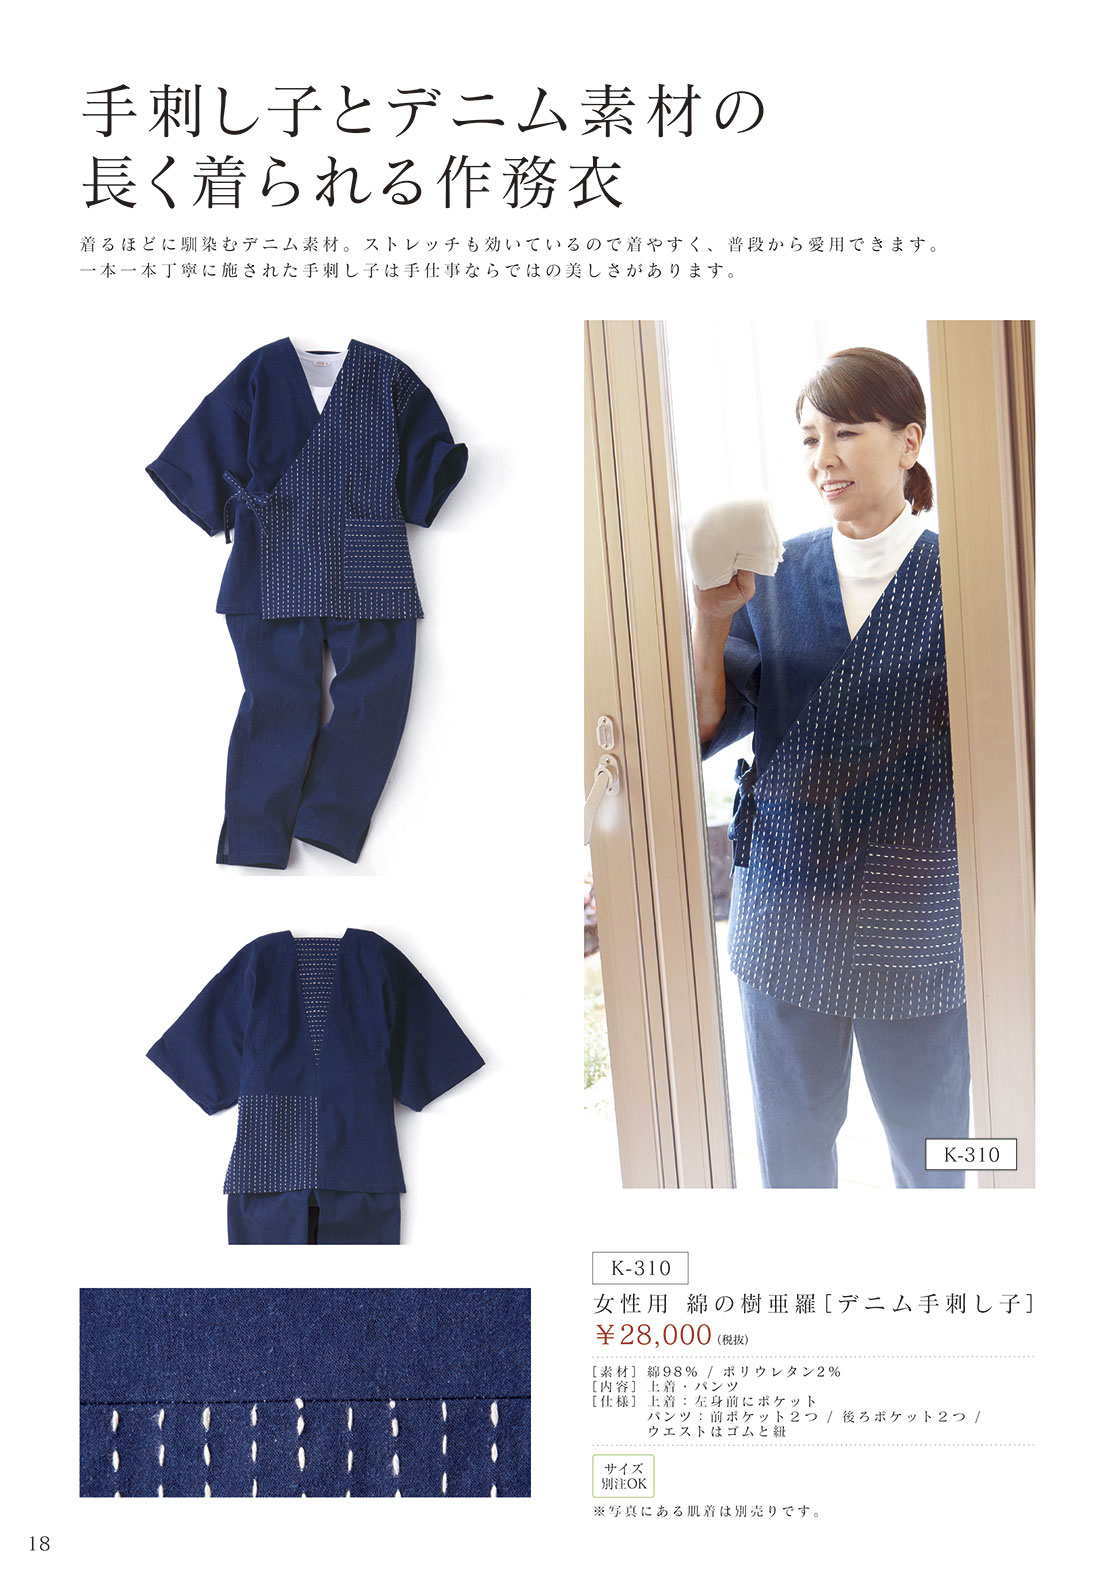 手刺し子とデニム素材の
長く着られる作務衣
着るほどに馴染むデニム素材。ストレッチも効いているので着やすく、普段から愛用できます。
一本一本丁寧に施された手刺し子は手仕事ならではの美しさがあります。
K-310
K-310
女性用 綿の樹亜羅［デニム手刺し子］
￥28,000（税抜）
［素材］綿98％ / ポリウレタン2％
［内容］上着・パンツ
［仕様］上着：左身前にポケット
パンツ：前ポケット2つ / 後ろポケット2つ /
ウエストはゴムと紐
サイズ
別注OK
※写真にある肌着は別売りです。
18